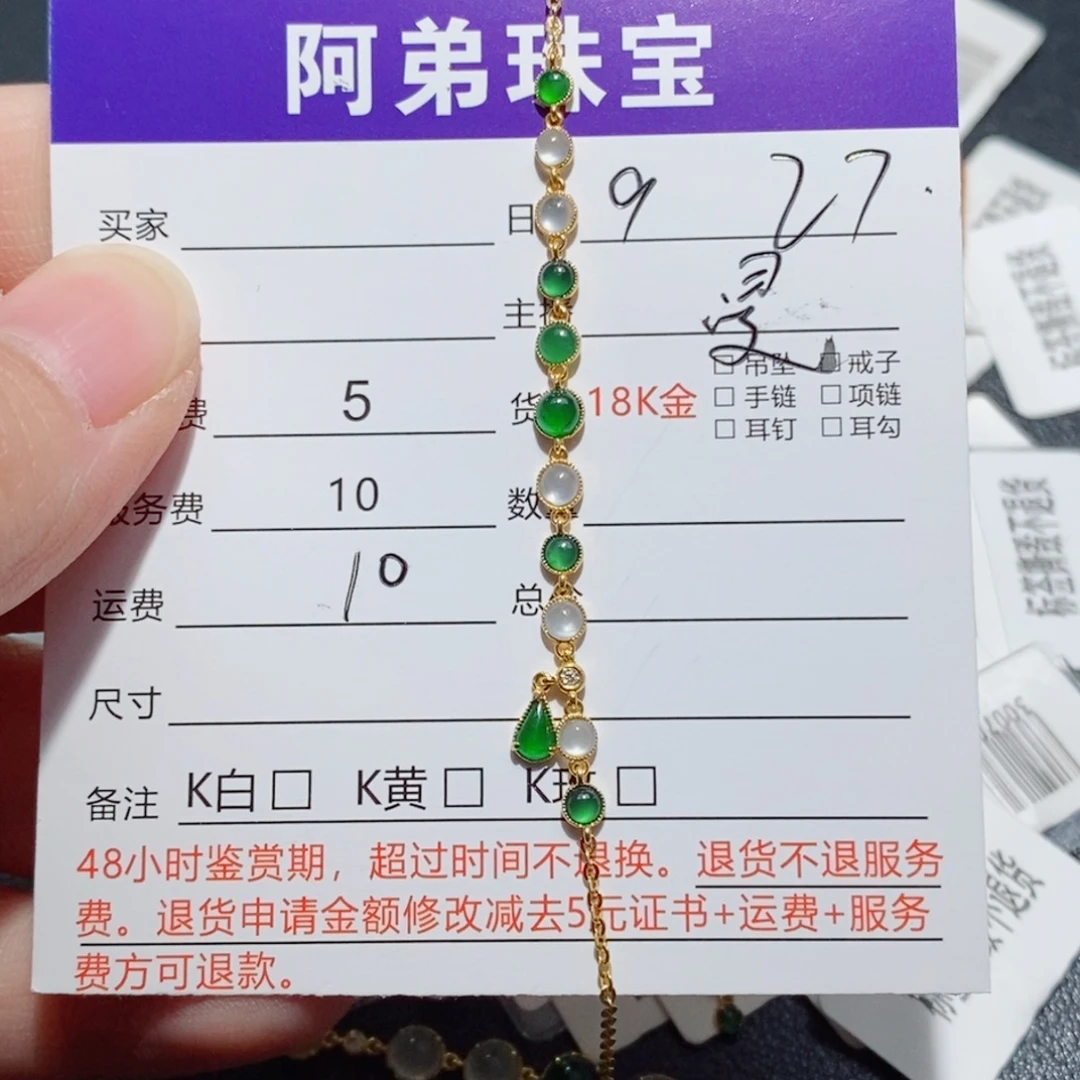 阿弟珠宝
买家 日 9 27
主 曼
费 5 货 18K金 吊坠 戒子
手链 项链
耳钉 耳勾
服务费 10 数
运费 10 总
尺寸
备注 K白 K黄 K
48小时鉴赏期，超过时间不退换。退货不退服务
费。退货申请金额修改减去5元证书+运费+服务
费方可退款。